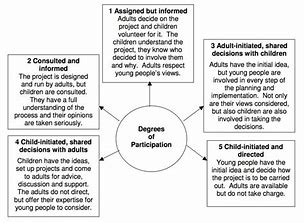 1 Assigned but informed
Adults decide on the
project and children
volunteer for it. The
children understand the
project, they know who
decided to involve them
and why. Adults respect
young people's views.
2 Consulted and
informed
The project is designed
and run by adults, but
children are consulted.
They have a full
understanding of the
process and their opinions
are taken seriously.
3 Adult-initiated, shared
decisions with children
Adults have the initial idea,
but young people are
involved in every step of
the planning and
implementation. Not only
are their views considered,
but also children are also
involved in taking the
decisions.
Degrees
of
Participation
4 Child-initiated, shared
decisions with adults
Children have the ideas,
set up projects and come
to adults for advice,
discussion and support.
The adults do not direct,
but offer their expertise for
young people to consider.
5 Child-initiated and
directed
Young people have the
initial idea and decide how
the project is to be carried
out. Adults are available
but do not take charge.